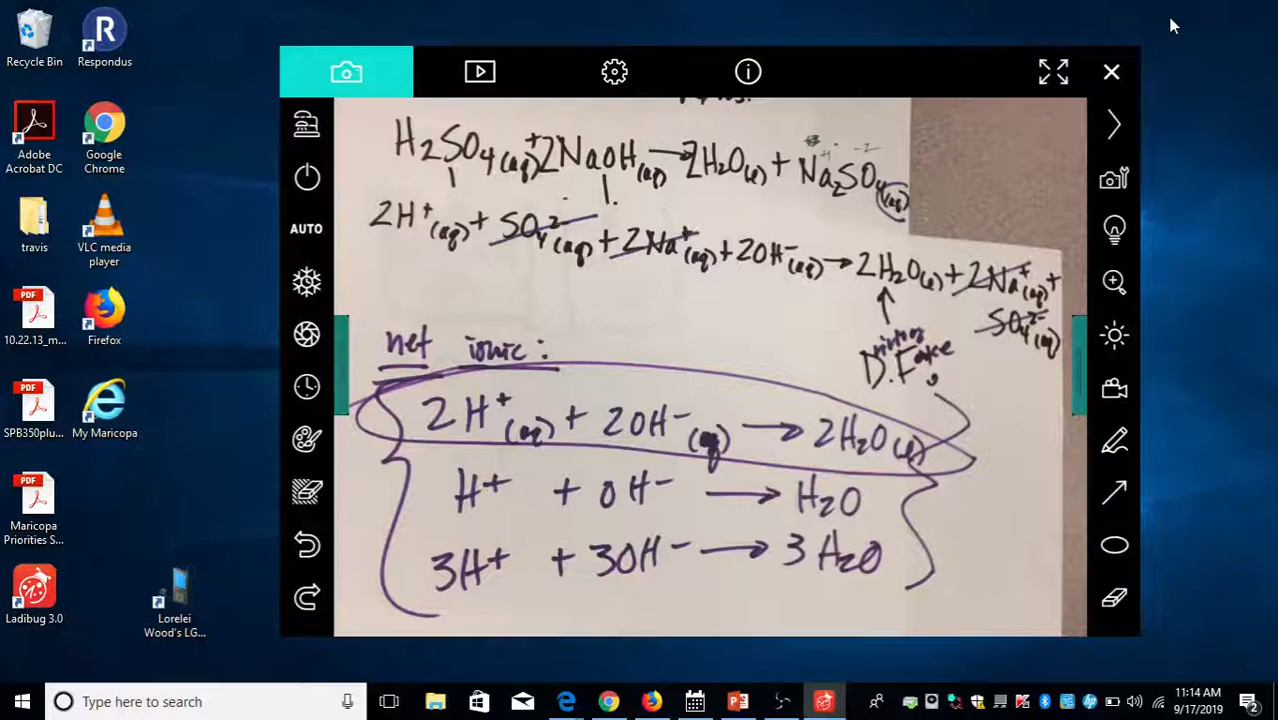 Recycle Bin
Respondus
Adobe Acrobat DC
Google Chrome
travis
VLC media player
10.22.13_m...
Firefox
SPB350plu...
My Maricopa
Maricopa Priorities S...
Ladibug 3.0
Lorelei Wood's LG...
AUTO
H₂SO₄(aq) + 2NaOH(aq) → 2H₂O(l) + Na₂SO₄(aq)
2H⁺(aq) + SO₄²⁻(aq) + 2Na⁺(aq) + 2OH⁻(aq) → 2H₂O(l) + 2Na⁺(aq) +
SO₄²⁻(aq)
Driving Force
net ionic:
2H⁺(aq) + 2OH⁻(aq) → 2H₂O(l)
H⁺ + OH⁻ → H₂O
3H⁺ + 3OH⁻ → 3H₂O
Type here to search
11:14 AM
9/17/2019
2